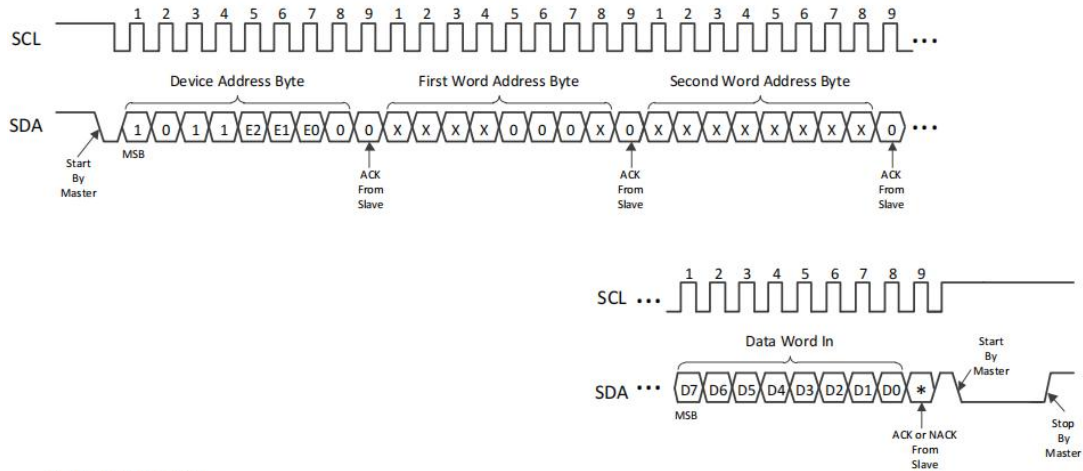 1 2 3 4 5 6 7 8 9 1 2 3 4 5 6 7 8 9 1 2 3 4 5 6 7 8 9
SCL ...
Device Address Byte First Word Address Byte Second Word Address Byte
SDA 1 0 1 1 E2 E1 E0 0 0 X X X X 0 0 0 X 0 X X X X X X X X 0 ...
MSB
Start
By
Master
ACK
From
Slave
ACK
From
Slave
ACK
From
Slave
1 2 3 4 5 6 7 8 9
SCL ...
Data Word In
Start
By
Master
SDA ... D7 D6 D5 D4 D3 D2 D1 D0 *
MSB
ACK or NACK
From
Slave
Stop
By
Master